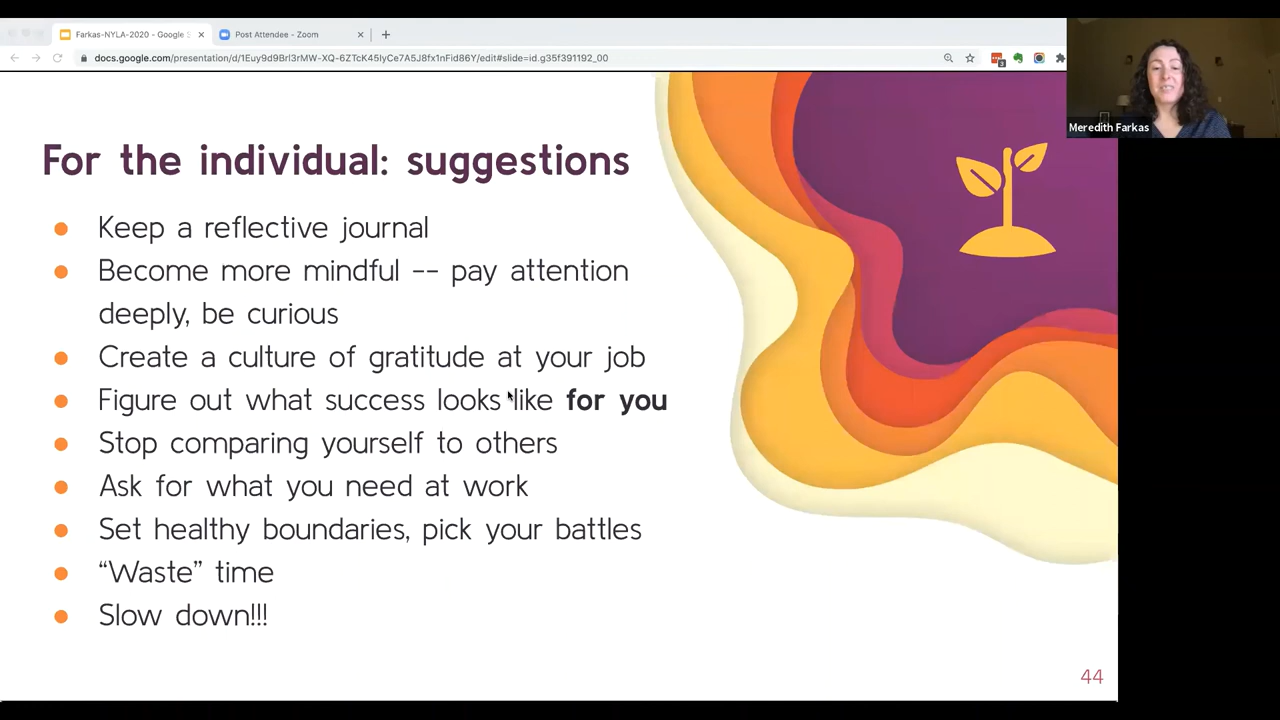 Farkas-NYLA-2020 - Google S
Post Attendee - Zoom
docs.google.com/presentation/d/1Euy9d9Brl3rMW-XQ-6ZTcK45IyCe7A5J8fx1nFid86Y/edit#slide=id.g35f391192_00
Meredith Farkas
For the individual: suggestions
● Keep a reflective journal
● Become more mindful -- pay attention
deeply, be curious
● Create a culture of gratitude at your job
● Figure out what success looks like for you
● Stop comparing yourself to others
● Ask for what you need at work
● Set healthy boundaries, pick your battles
● “Waste” time
● Slow down!!!
44